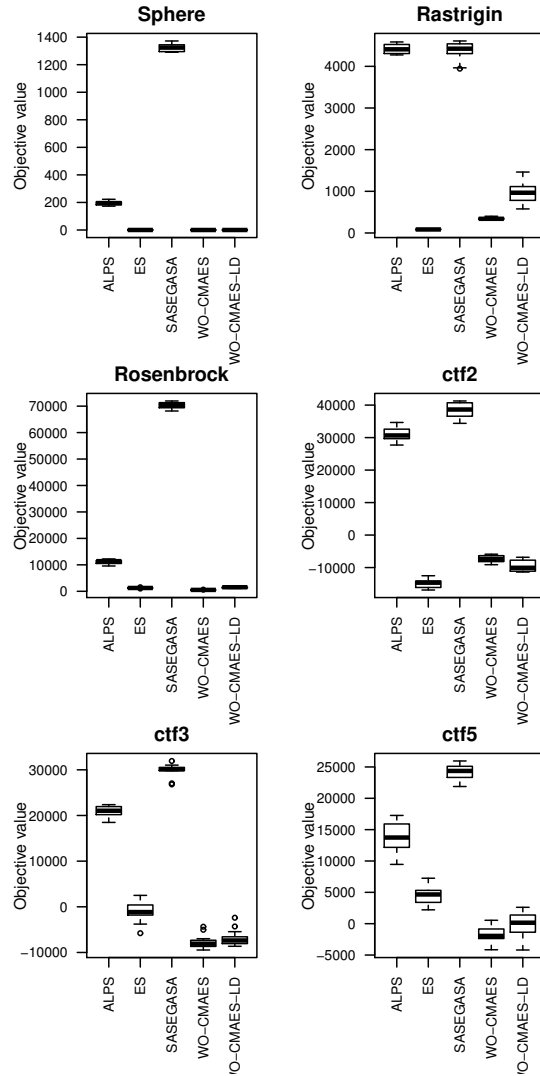 Sphere
Objective value
1400
1200
1000
800
600
400
200
0
ALPS
ES
SASEGASA
WO-CMAES
WO-CMAES-LD
Rastrigin
Objective value
4000
3000
2000
1000
0
ALPS
ES
SASEGASA
WO-CMAES
WO-CMAES-LD
Rosenbrock
Objective value
70000
60000
50000
40000
30000
20000
10000
0
ALPS
ES
SASEGASA
WO-CMAES
WO-CMAES-LD
ctf2
Objective value
40000
30000
20000
10000
0
−10000
ALPS
ES
SASEGASA
WO-CMAES
WO-CMAES-LD
ctf3
Objective value
30000
20000
10000
0
−10000
ALPS
ES
SASEGASA
WO-CMAES
WO-CMAES-LD
ctf5
Objective value
25000
20000
15000
10000
5000
0
−5000
ALPS
ES
SASEGASA
WO-CMAES
WO-CMAES-LD